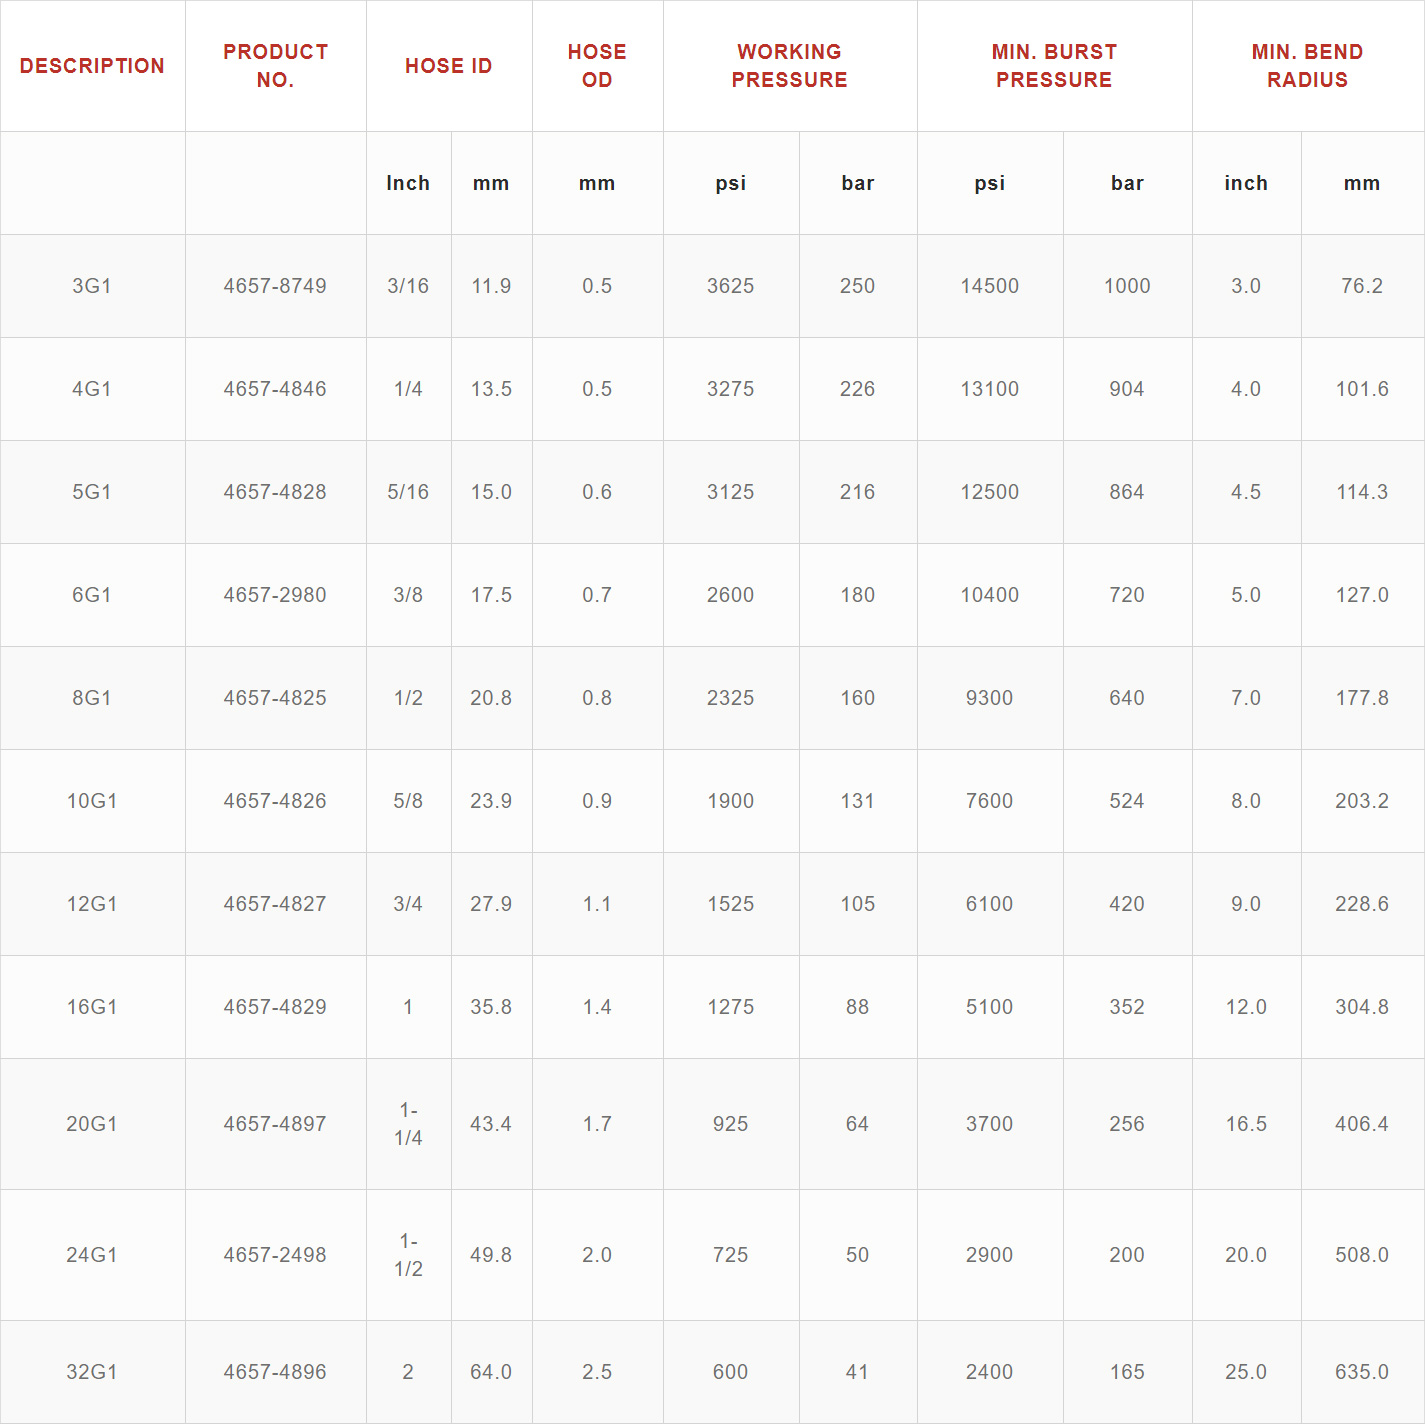 DESCRIPTION PRODUCT NO. HOSE ID HOSE OD WORKING PRESSURE MIN. BURST PRESSURE MIN. BEND RADIUS
Inch mm mm psi bar psi bar inch mm
3G1 4657-8749 3/16 11.9 0.5 3625 250 14500 1000 3.0 76.2
4G1 4657-4846 1/4 13.5 0.5 3275 226 13100 904 4.0 101.6
5G1 4657-4828 5/16 15.0 0.6 3125 216 12500 864 4.5 114.3
6G1 4657-2980 3/8 17.5 0.7 2600 180 10400 720 5.0 127.0
8G1 4657-4825 1/2 20.8 0.8 2325 160 9300 640 7.0 177.8
10G1 4657-4826 5/8 23.9 0.9 1900 131 7600 524 8.0 203.2
12G1 4657-4827 3/4 27.9 1.1 1525 105 6100 420 9.0 228.6
16G1 4657-4829 1 35.8 1.4 1275 88 5100 352 12.0 304.8
20G1 4657-4897 1-1/4 43.4 1.7 925 64 3700 256 16.5 406.4
24G1 4657-2498 1-1/2 49.8 2.0 725 50 2900 200 20.0 508.0
32G1 4657-4896 2 64.0 2.5 600 41 2400 165 25.0 635.0